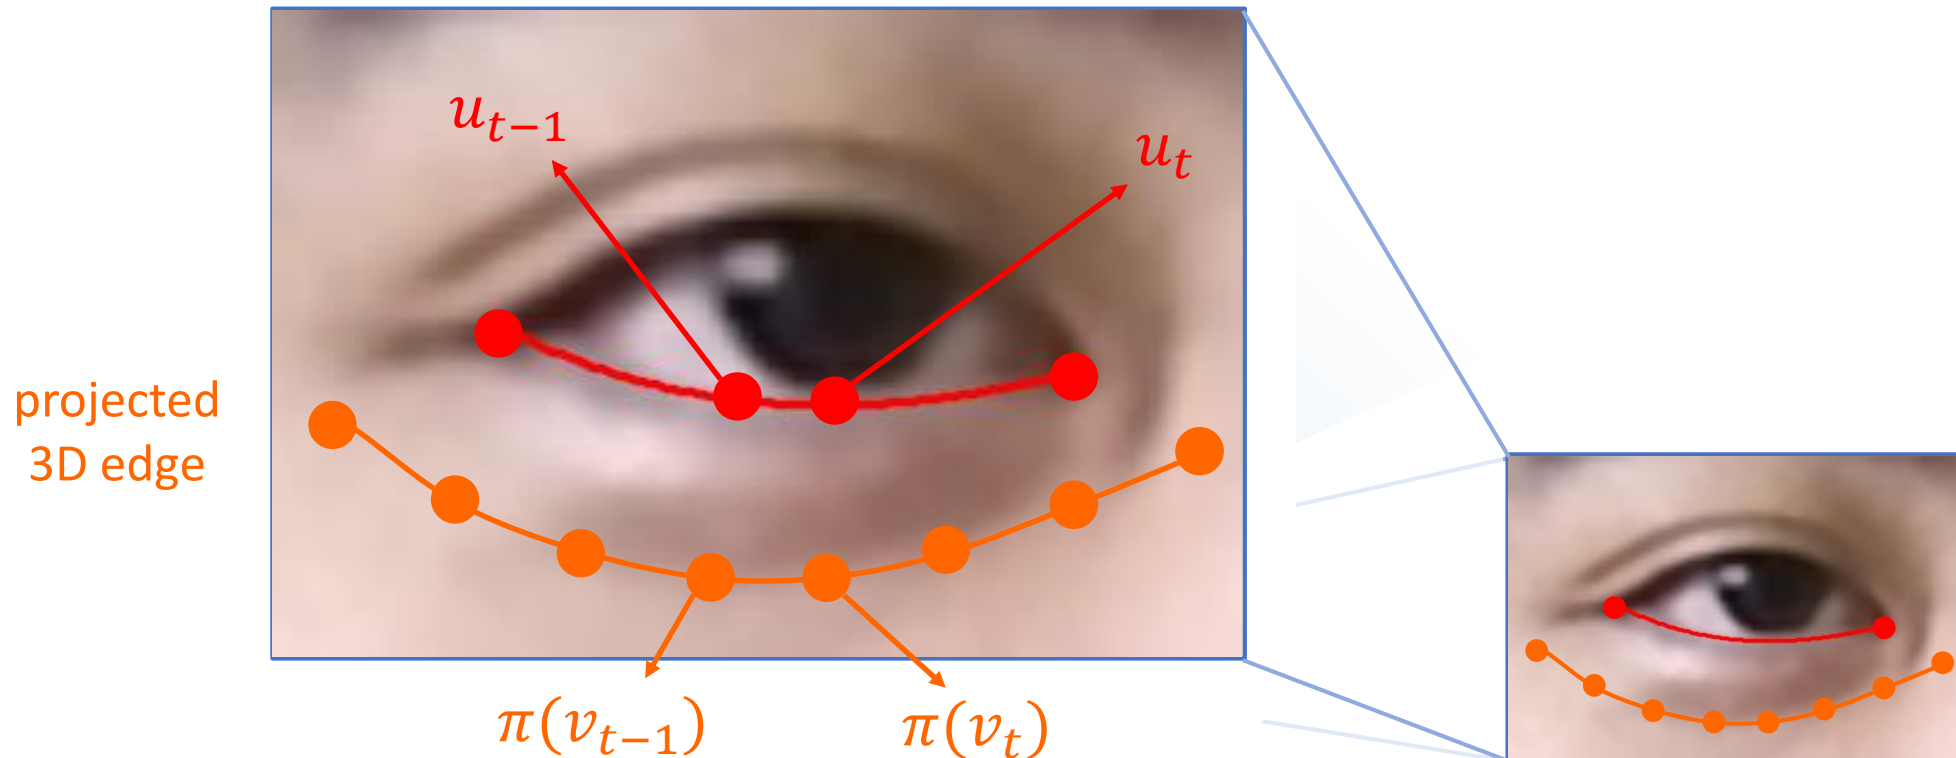 u_{t−1}
u_t
projected
3D edge
π(v_{t−1})
π(v_t)